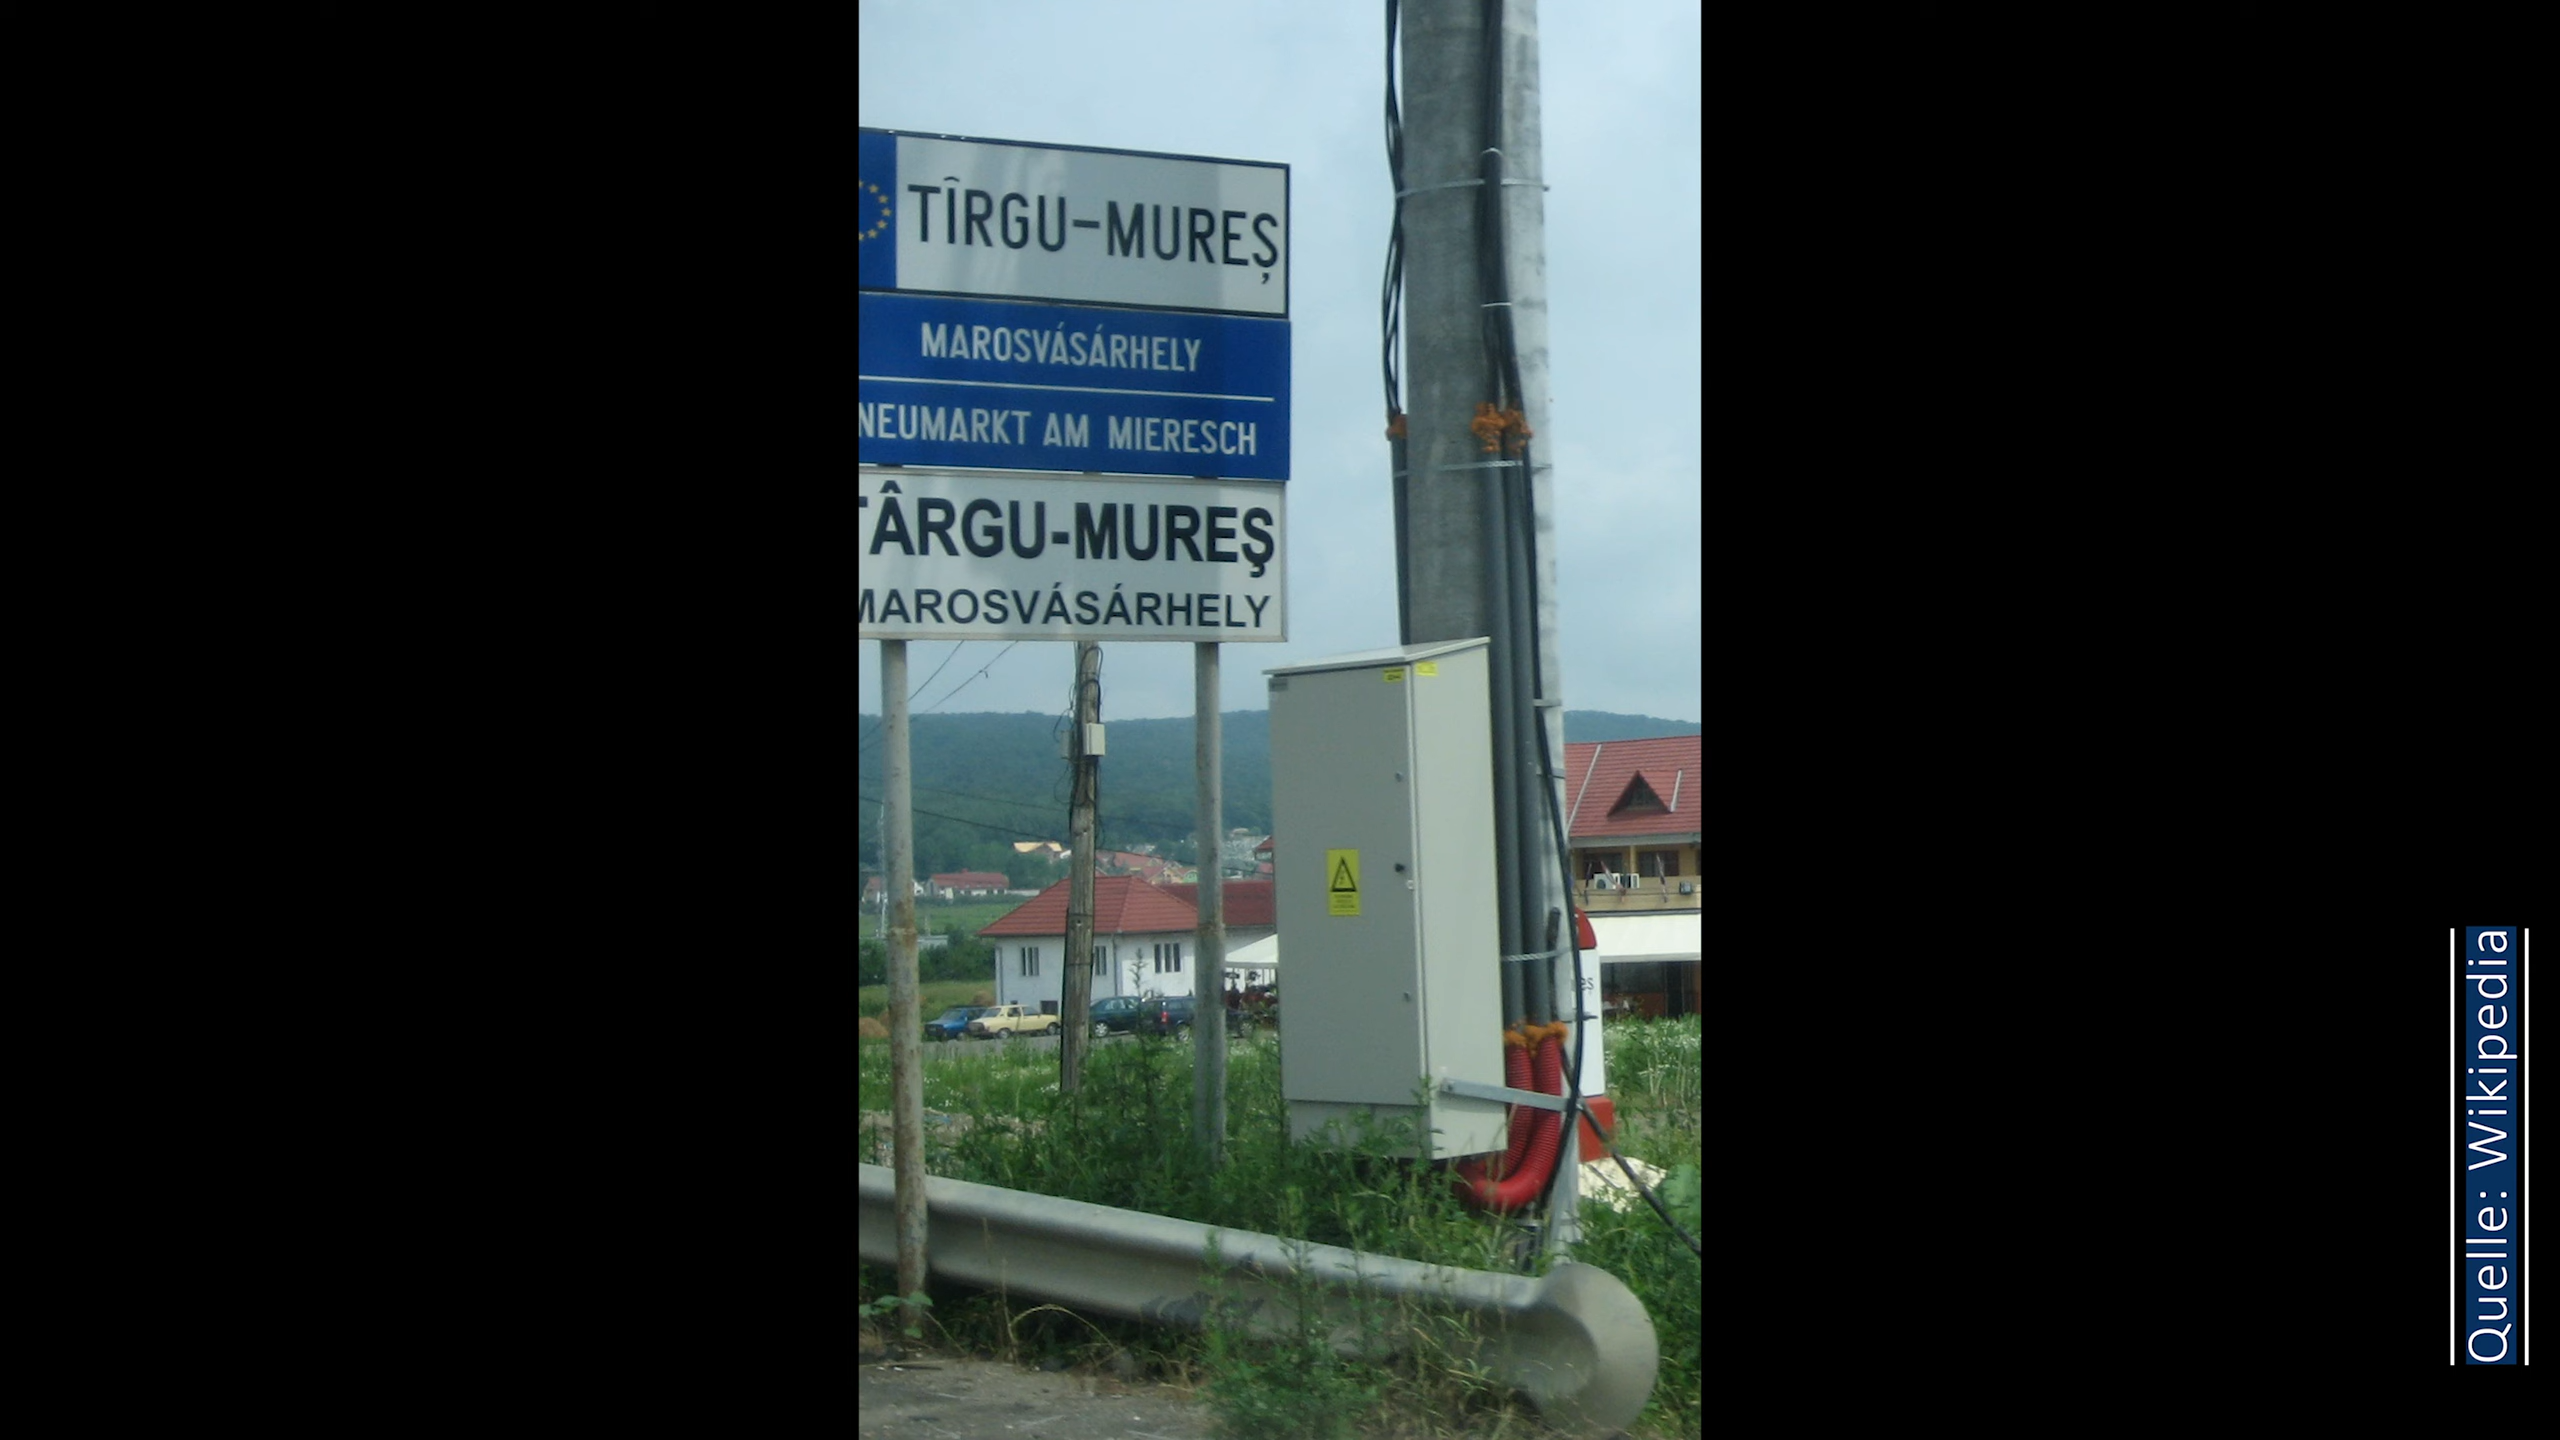 TÎRGU-MUREȘ
MAROSVÁSÁRHELY
NEUMARKT AM MIERESCH
TÂRGU-MUREŞ
MAROSVÁSÁRHELY
Quelle: Wikipedia